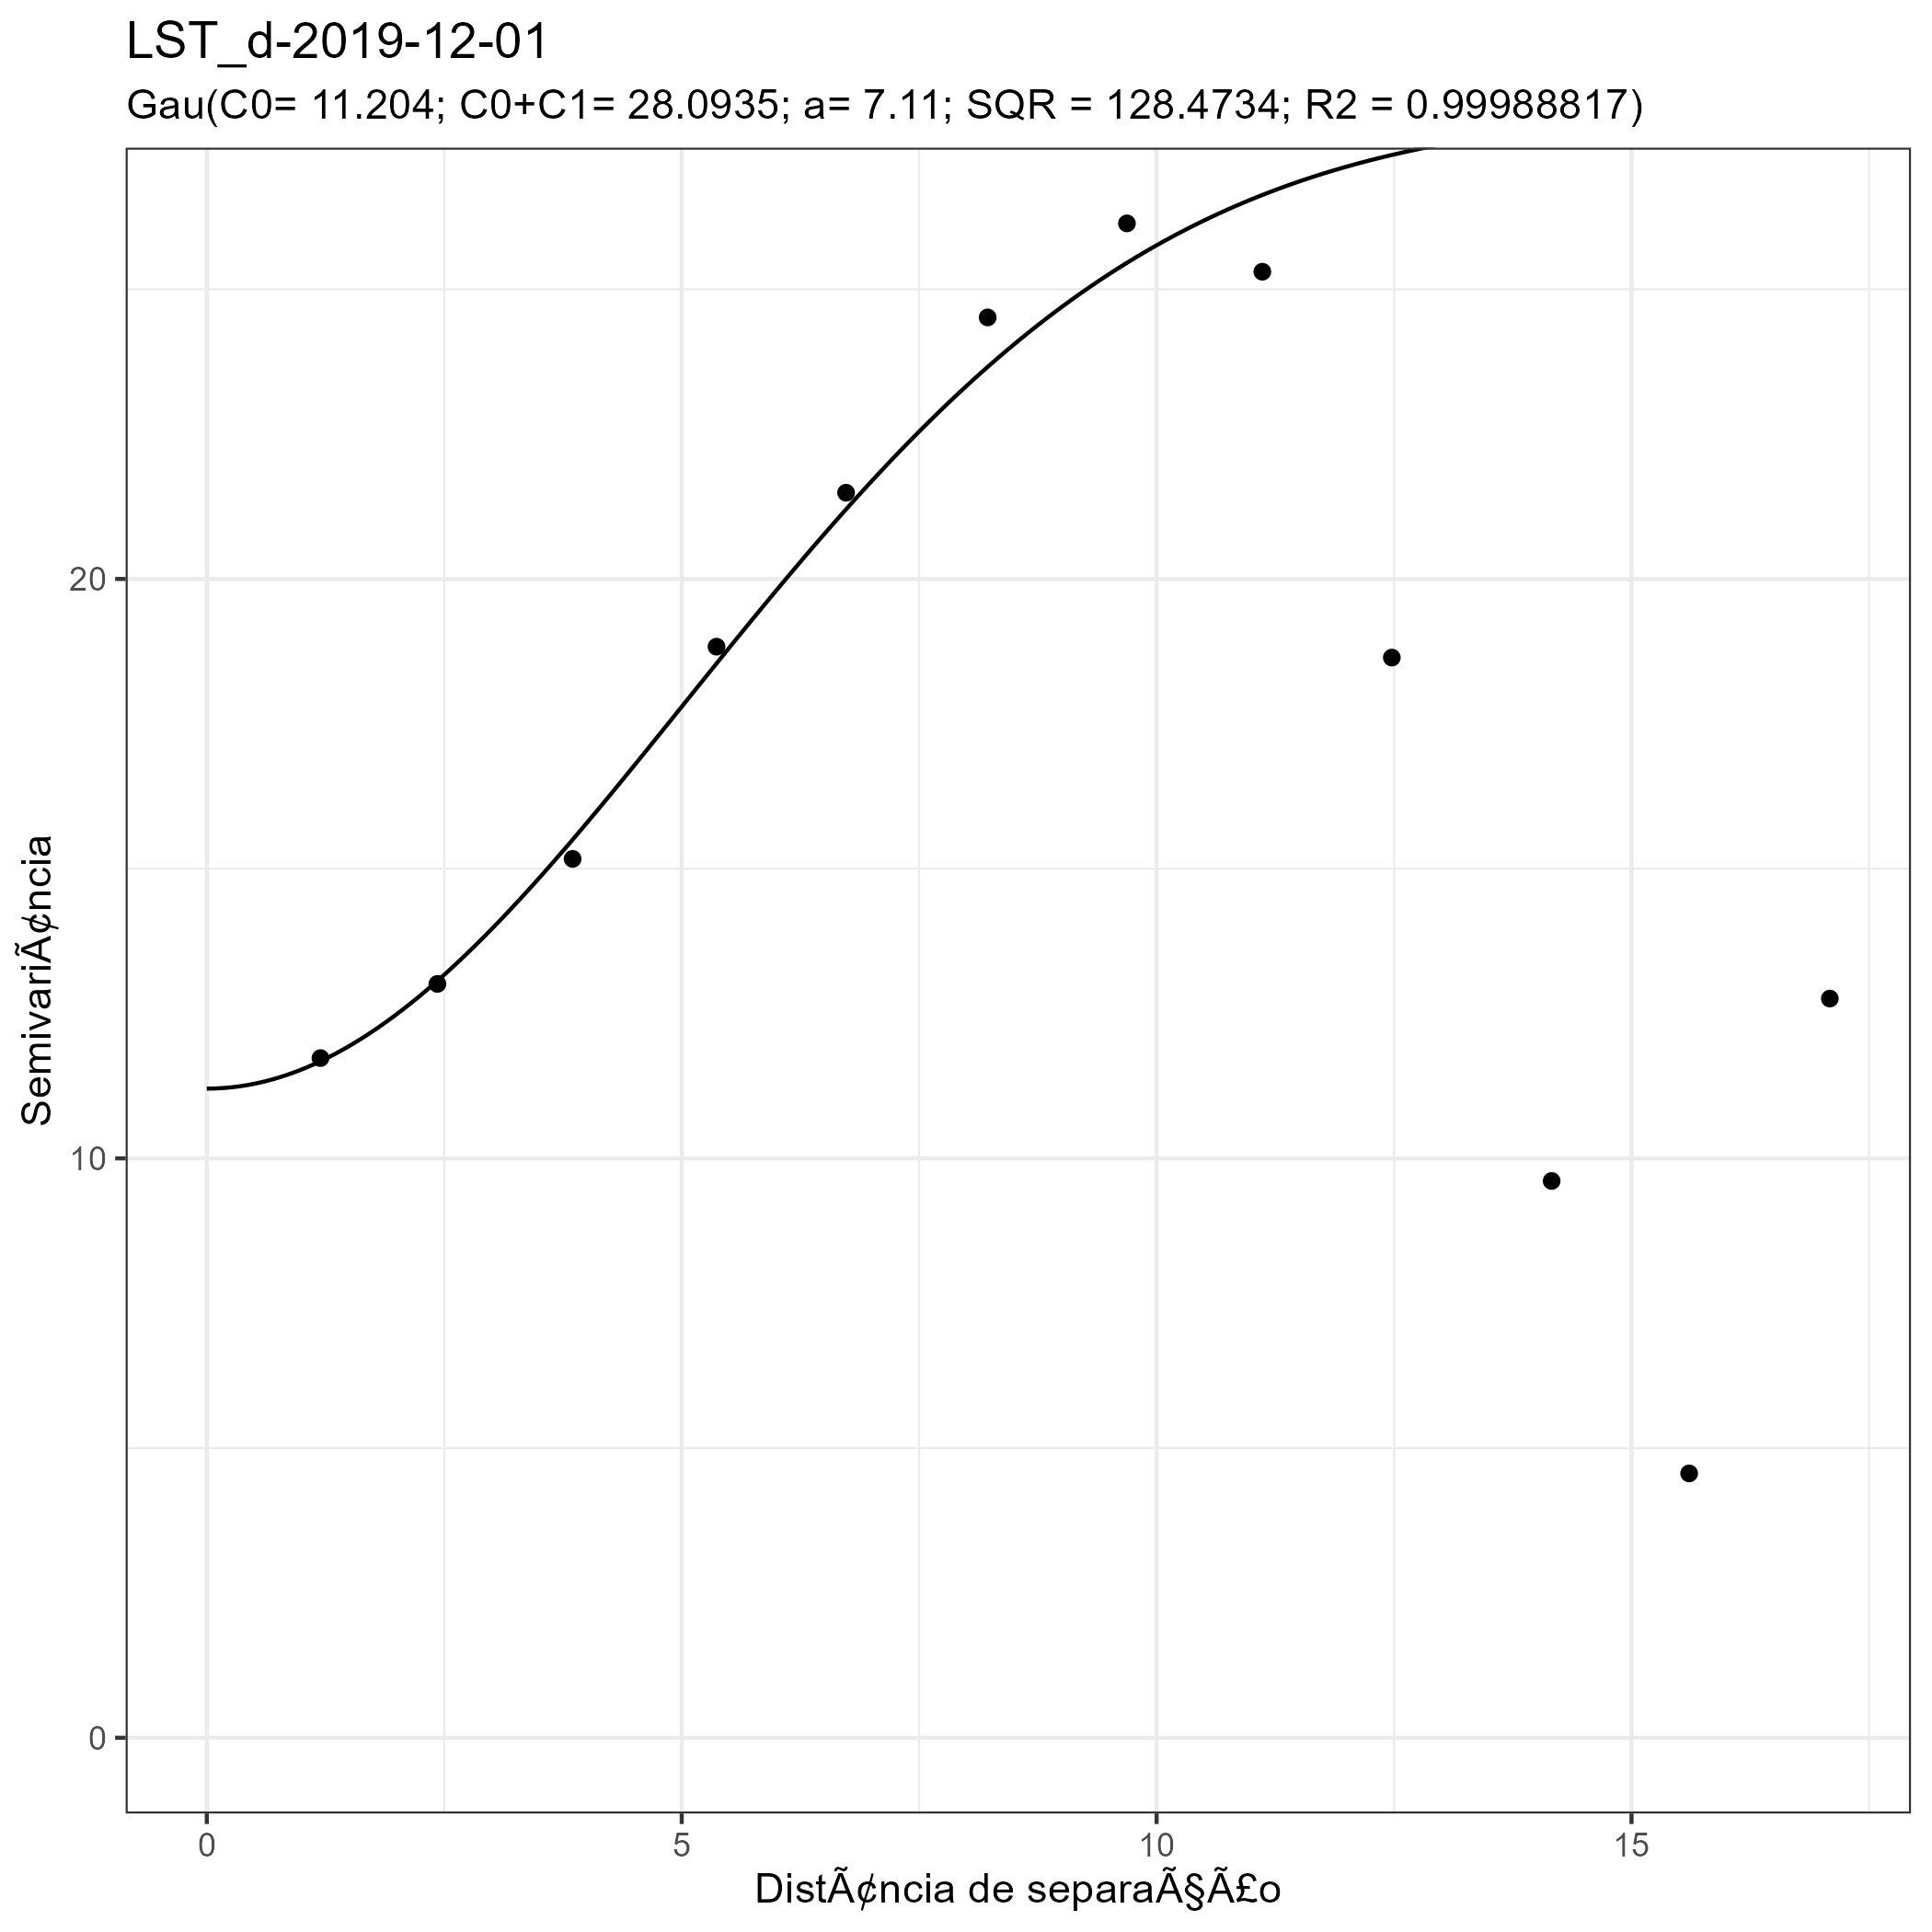 LST_d-2019-12-01
Gau(C0= 11.204; C0+C1= 28.0935; a= 7.11; SQR = 128.4734; R2 = 0.99988817)
SemivariÃ¢ncia
20
10
0
0 5 10 15
DistÃ¢ncia de separaÃ§Ã£o